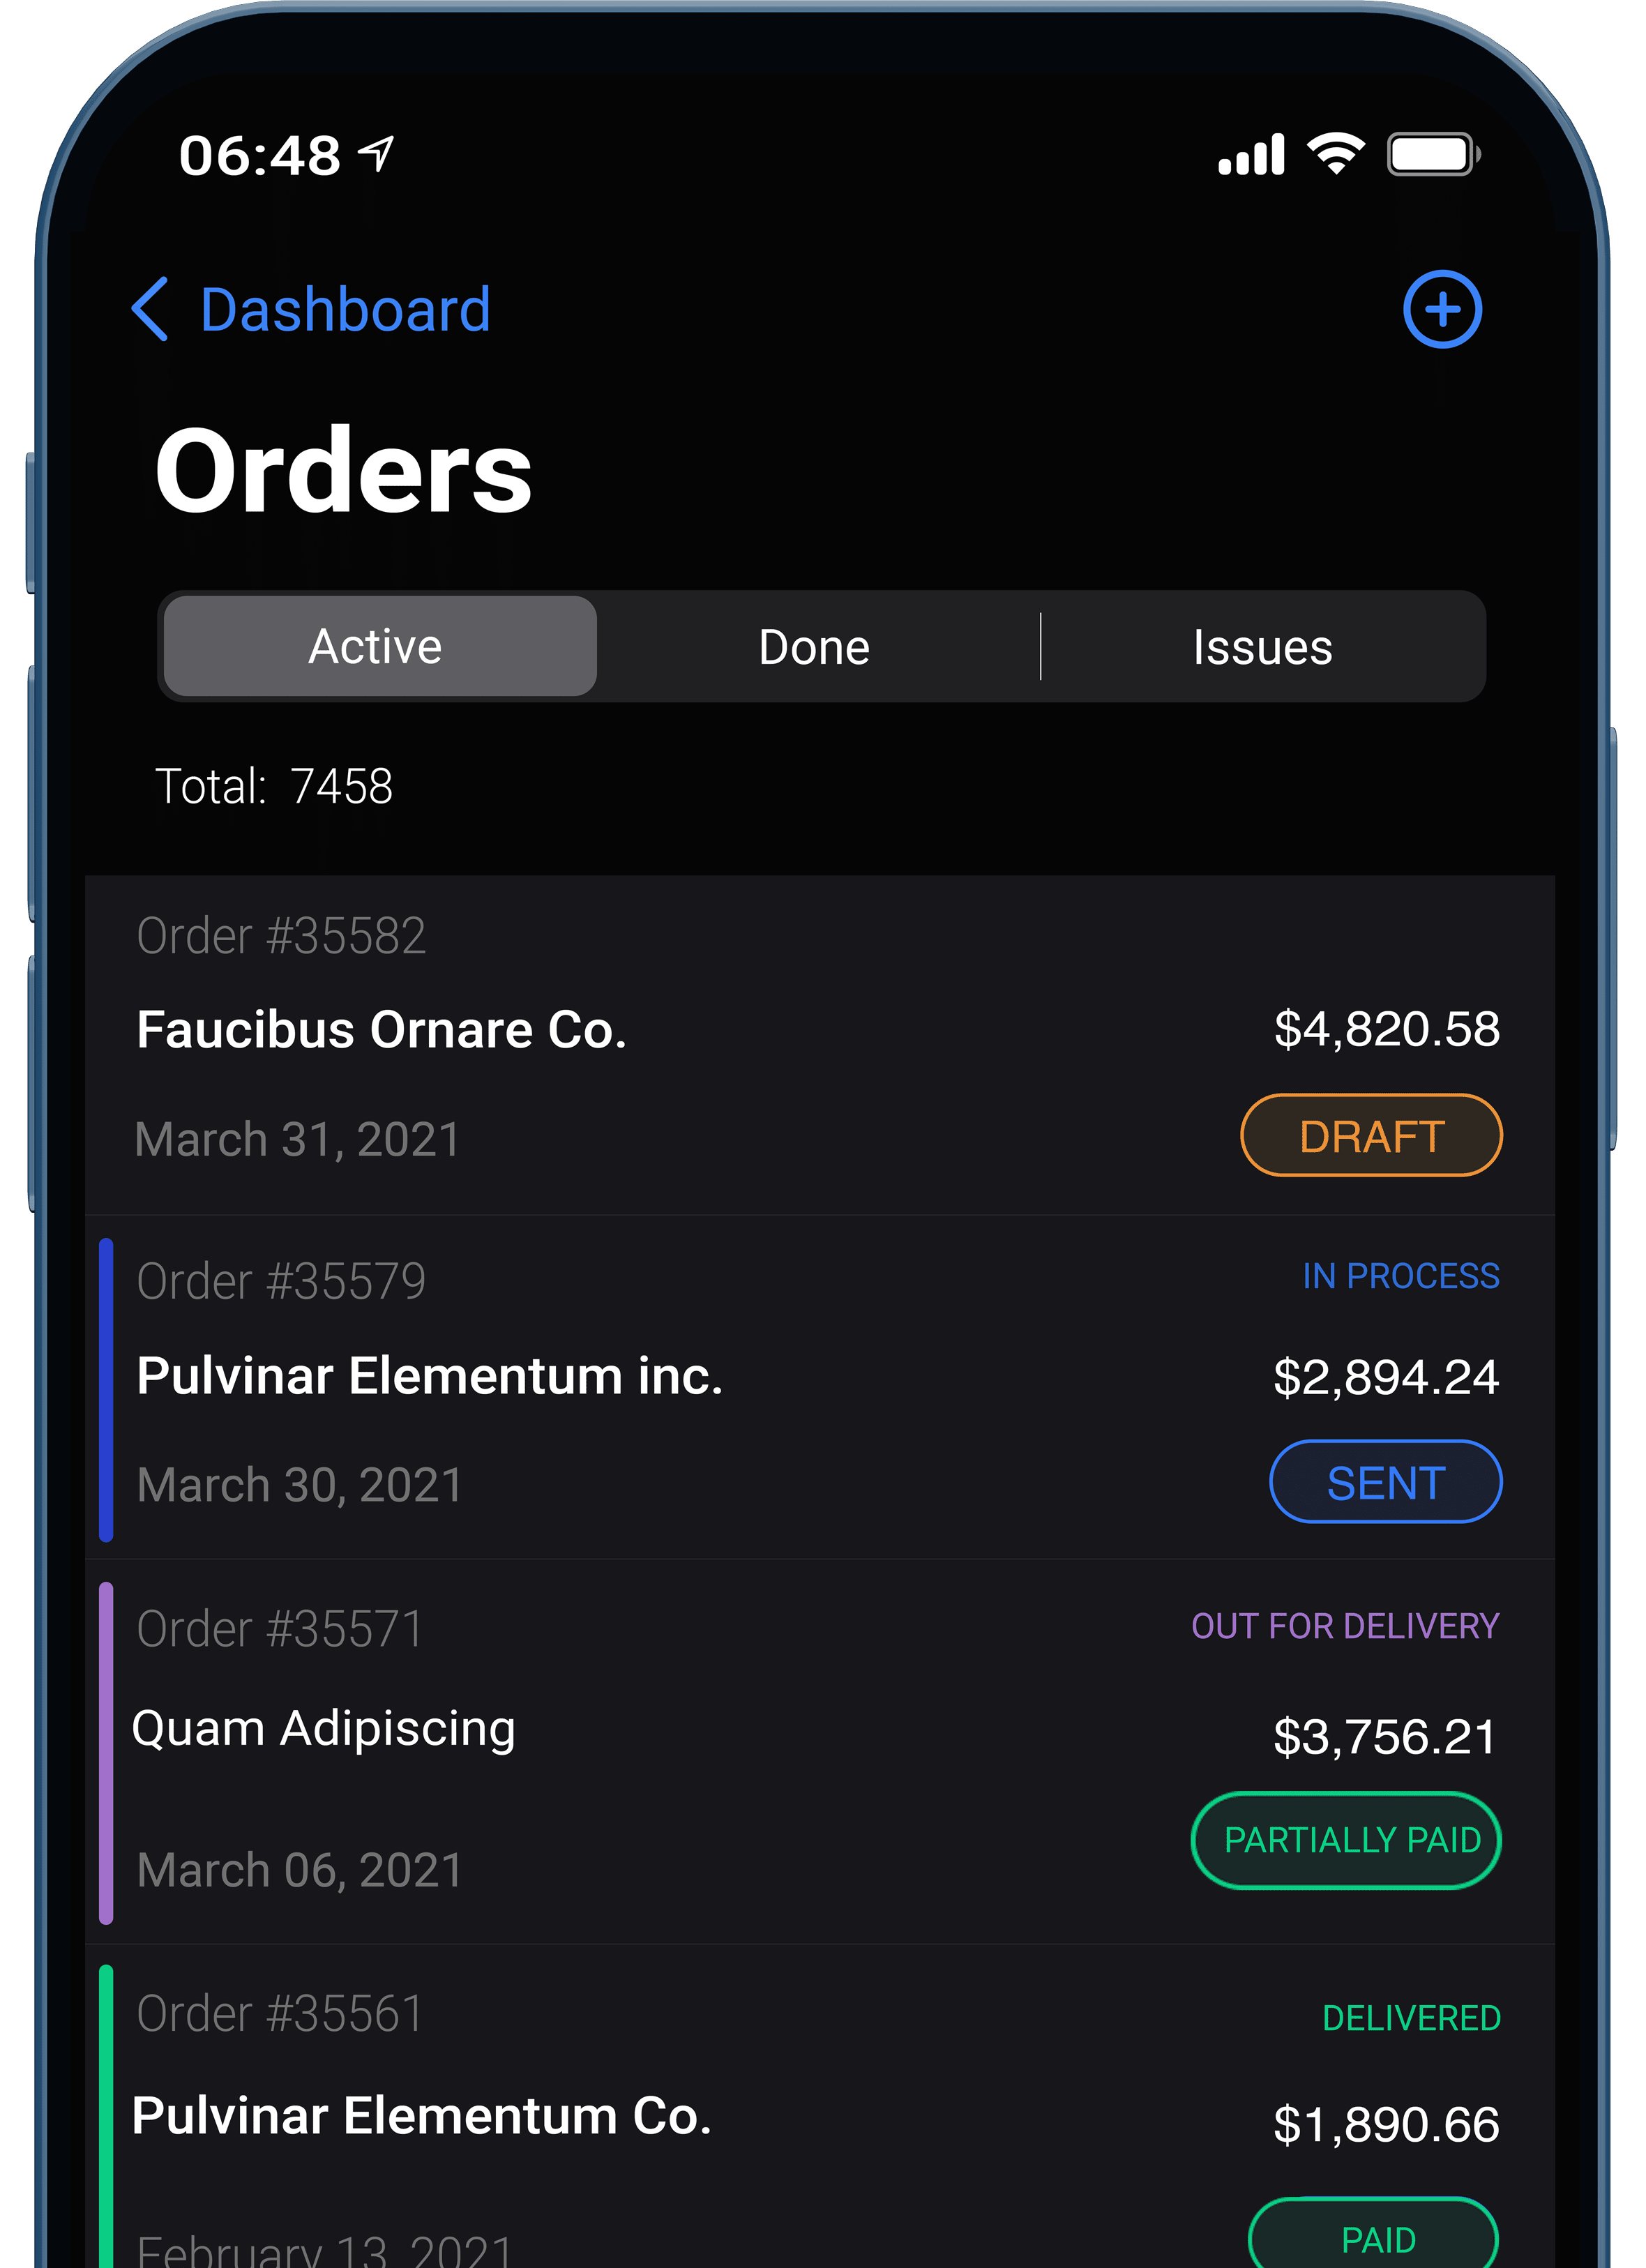 06:48
Dashboard
Orders
Active Done Issues
Total: 7458
Order #35582
Faucibus Ornare Co. $4,820.58
March 31, 2021 DRAFT
Order #35579 IN PROCESS
Pulvinar Elementum inc. $2,894.24
March 30, 2021 SENT
Order #35571 OUT FOR DELIVERY
Quam Adipiscing $3,756.21
March 06, 2021 PARTIALLY PAID
Order #35561 DELIVERED
Pulvinar Elementum Co. $1,890.66
February 13, 2021 PAID